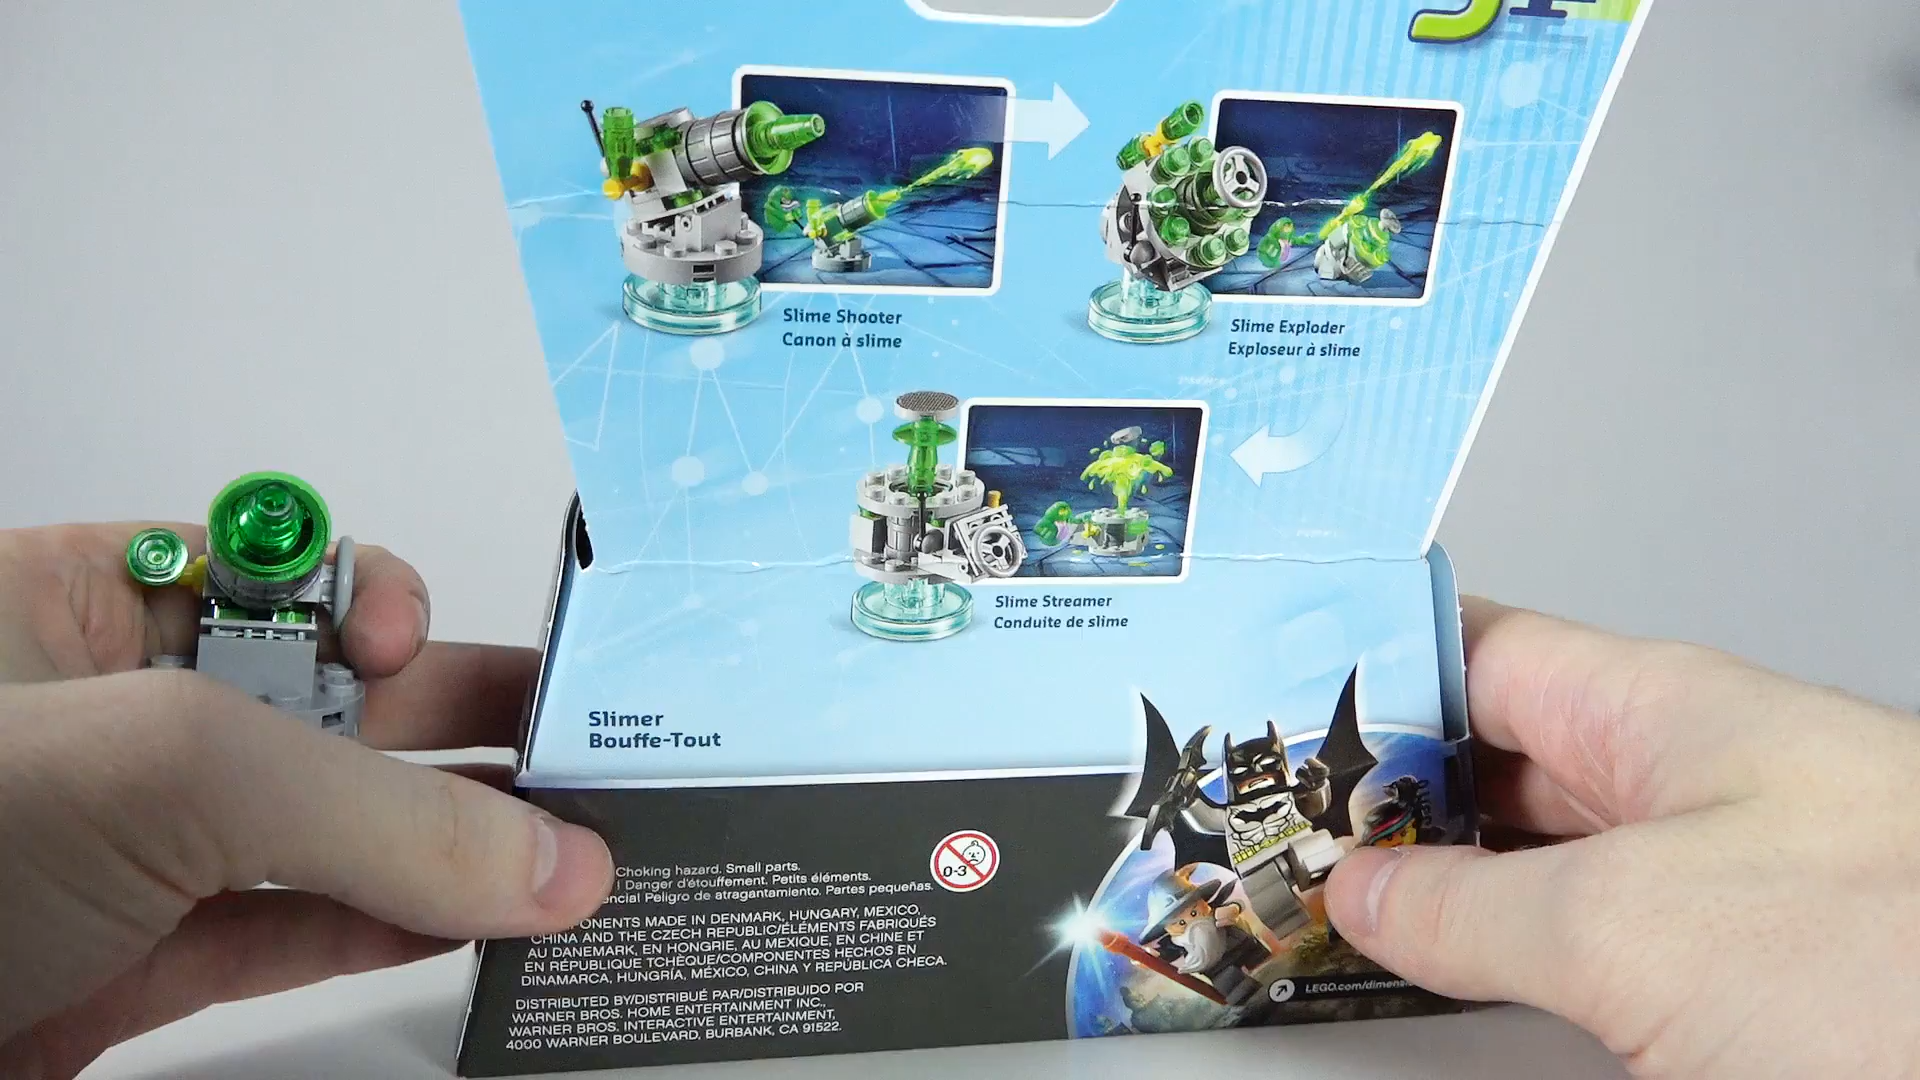 Slime Shooter
Canon à slime
Slime Exploder
Exploseur à slime
Slime Streamer
Conduite de slime
Slimer
Bouffe-Tout
Choking hazard. Small parts.
Danger d'étouffement. Petits éléments.
Peligro de atragantamiento. Partes pequeñas.
0-3
MADE IN DENMARK, HUNGARY, MEXICO,
CHINA AND THE CZECH REPUBLIC/ÉLÉMENTS FABRIQUÉS
AU DANEMARK, EN HONGRIE, AU MEXIQUE, EN CHINE ET
EN RÉPUBLIQUE TCHÈQUE/COMPONENTES HECHOS EN
DINAMARCA, HUNGRÍA, MÉXICO, CHINA Y REPÚBLICA CHECA.
DISTRIBUTED BY/DISTRIBUÉ PAR/DISTRIBUIDO POR
WARNER BROS. HOME ENTERTAINMENT INC.,
WARNER BROS. INTERACTIVE ENTERTAINMENT,
4000 WARNER BOULEVARD, BURBANK, CA 91522.